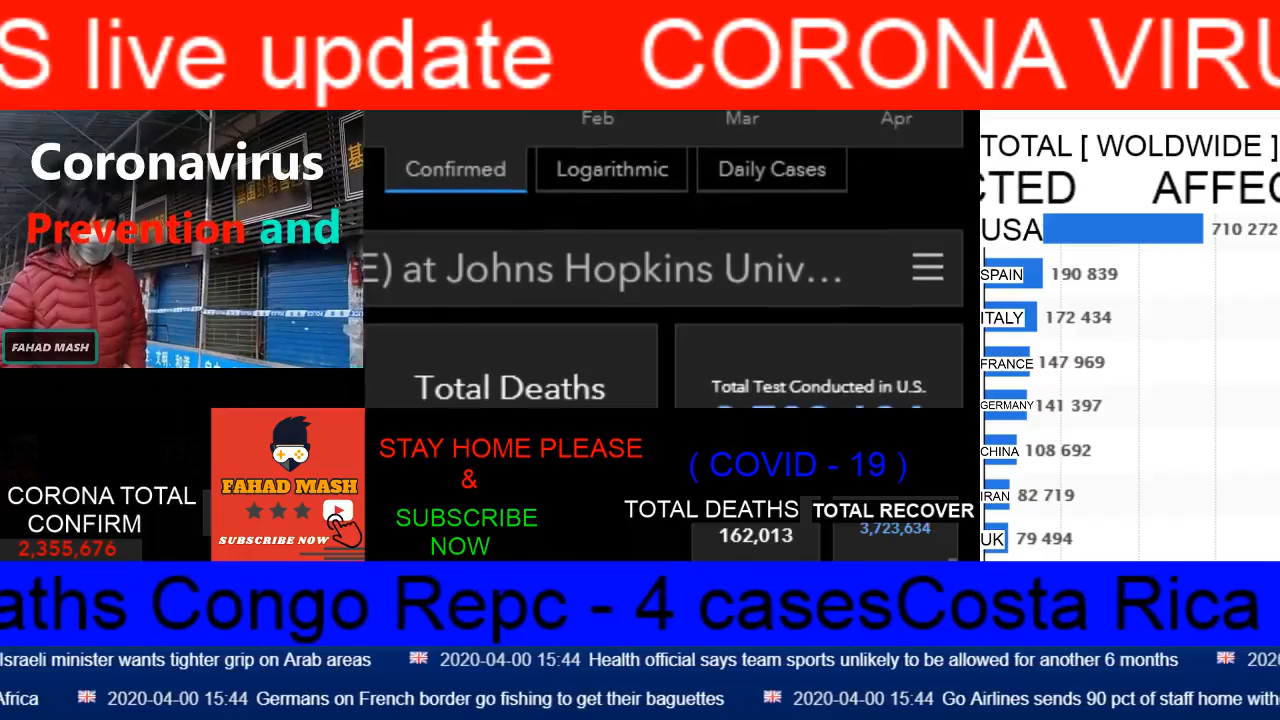 S live update CORONA VIRU
Coronavirus
Prevention and
FAHAD MASH
Feb Mar Apr
Confirmed Logarithmic Daily Cases
E) at Johns Hopkins Univ…
Total Deaths
Total Test Conducted in U.S.
TOTAL [ WOLDWIDE ]
CTED AFFEC
USA 710 272
SPAIN 190 839
ITALY 172 434
FRANCE 147 969
GERMANY 141 397
CHINA 108 692
IRAN 82 719
UK 79 494
CORONA TOTAL
CONFIRM
2,355,676
FAHAD MASH
SUBSCRIBE NOW
STAY HOME PLEASE
&
SUBSCRIBE
NOW
( COVID - 19 )
TOTAL DEATHS
162,013
TOTAL RECOVER
3,723,634
aths Congo Repc - 4 casesCosta Rica
Israeli minister wants tighter grip on Arab areas 2020-04-00 15:44 Health official says team sports unlikely to be allowed for another 6 months 202
Africa 2020-04-00 15:44 Germans on French border go fishing to get their baguettes 2020-04-00 15:44 Go Airlines sends 90 pct of staff home with